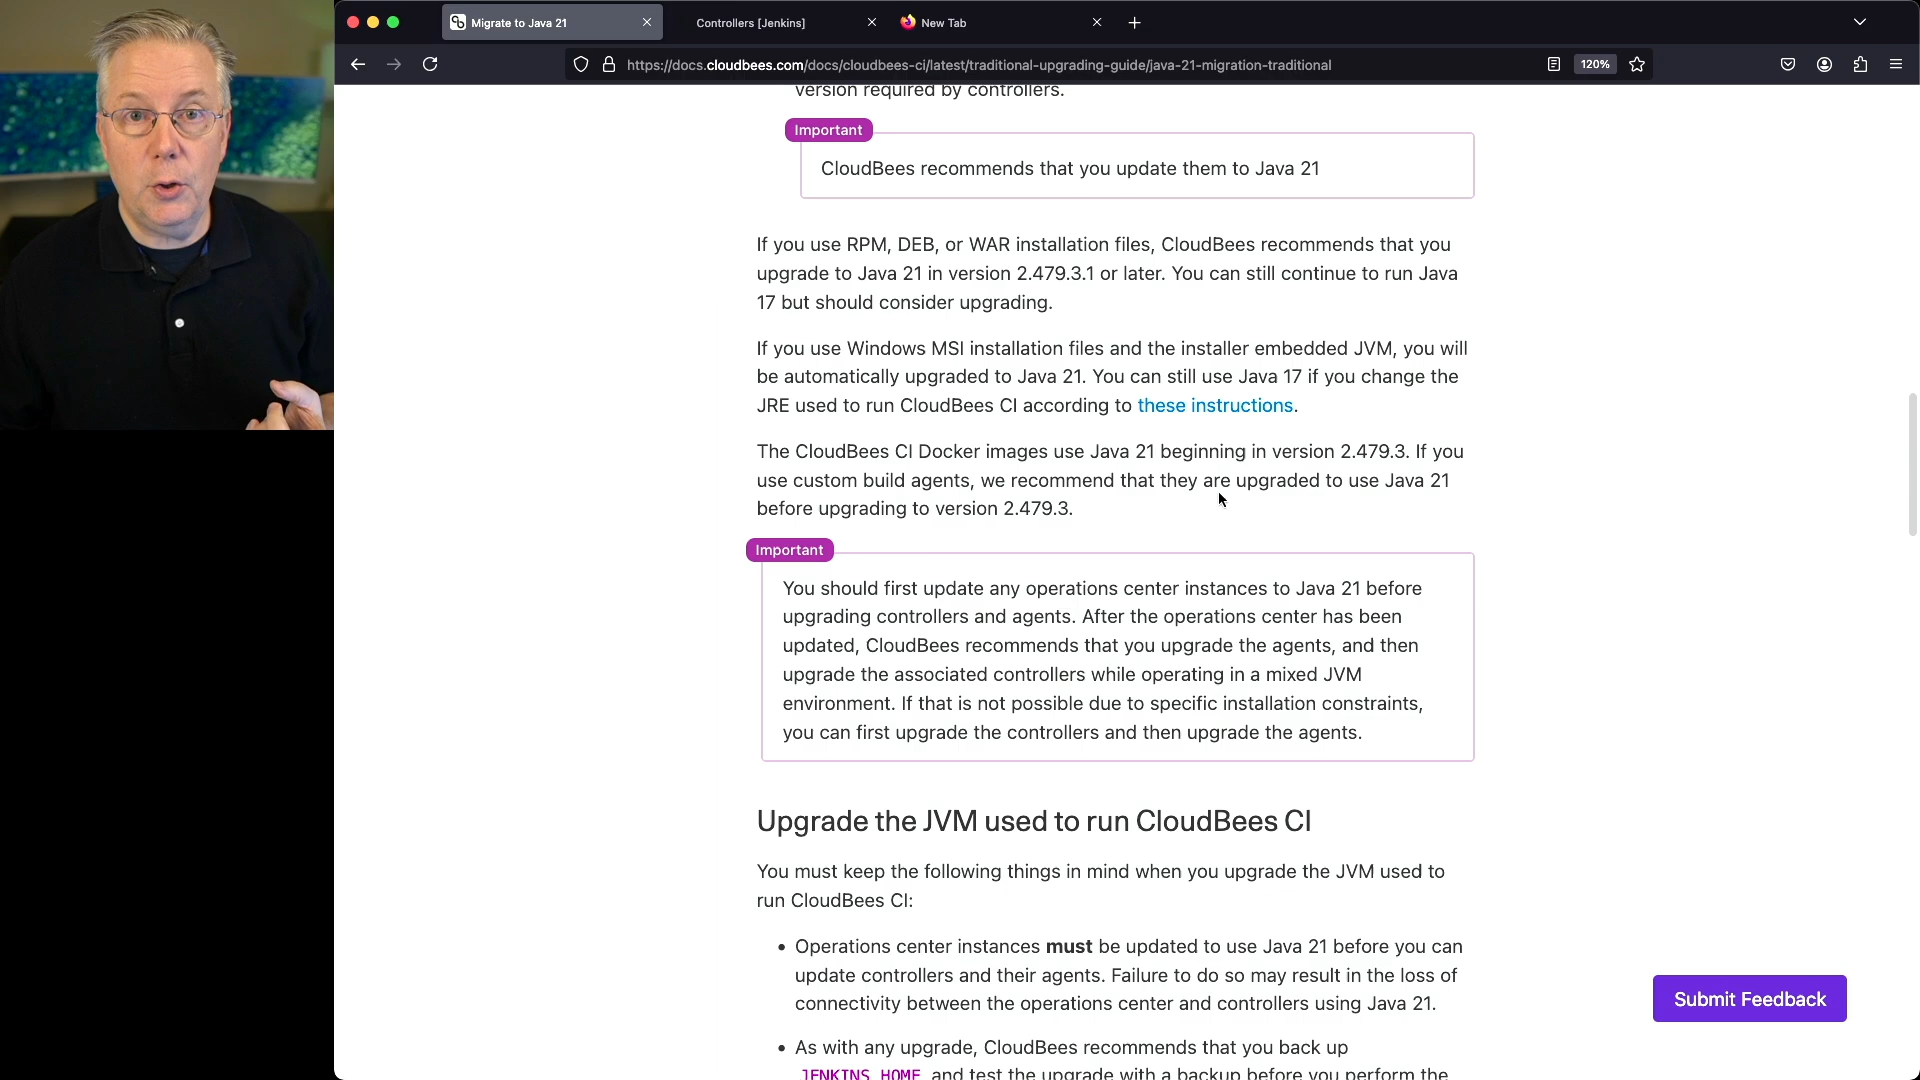 Migrate to Java 21
Controllers [Jenkins]
New Tab
https://docs.cloudbees.com/docs/cloudbees-ci/latest/traditional-upgrading-guide/java-21-migration-traditional
120%
version required by controllers.
Important
CloudBees recommends that you update them to Java 21
If you use RPM, DEB, or WAR installation files, CloudBees recommends that you
upgrade to Java 21 in version 2.479.3.1 or later. You can still continue to run Java
17 but should consider upgrading.
If you use Windows MSI installation files and the installer embedded JVM, you will
be automatically upgraded to Java 21. You can still use Java 17 if you change the
JRE used to run CloudBees CI according to these instructions.
The CloudBees CI Docker images use Java 21 beginning in version 2.479.3. If you
use custom build agents, we recommend that they are upgraded to use Java 21
before upgrading to version 2.479.3.
Important
You should first update any operations center instances to Java 21 before
upgrading controllers and agents. After the operations center has been
updated, CloudBees recommends that you upgrade the agents, and then
upgrade the associated controllers while operating in a mixed JVM
environment. If that is not possible due to specific installation constraints,
you can first upgrade the controllers and then upgrade the agents.
Upgrade the JVM used to run CloudBees CI
You must keep the following things in mind when you upgrade the JVM used to
run CloudBees CI:
• Operations center instances must be updated to use Java 21 before you can
update controllers and their agents. Failure to do so may result in the loss of
connectivity between the operations center and controllers using Java 21.
• As with any upgrade, CloudBees recommends that you back up
JENKINS_HOME and test the upgrade with a backup before you perform the
Submit Feedback